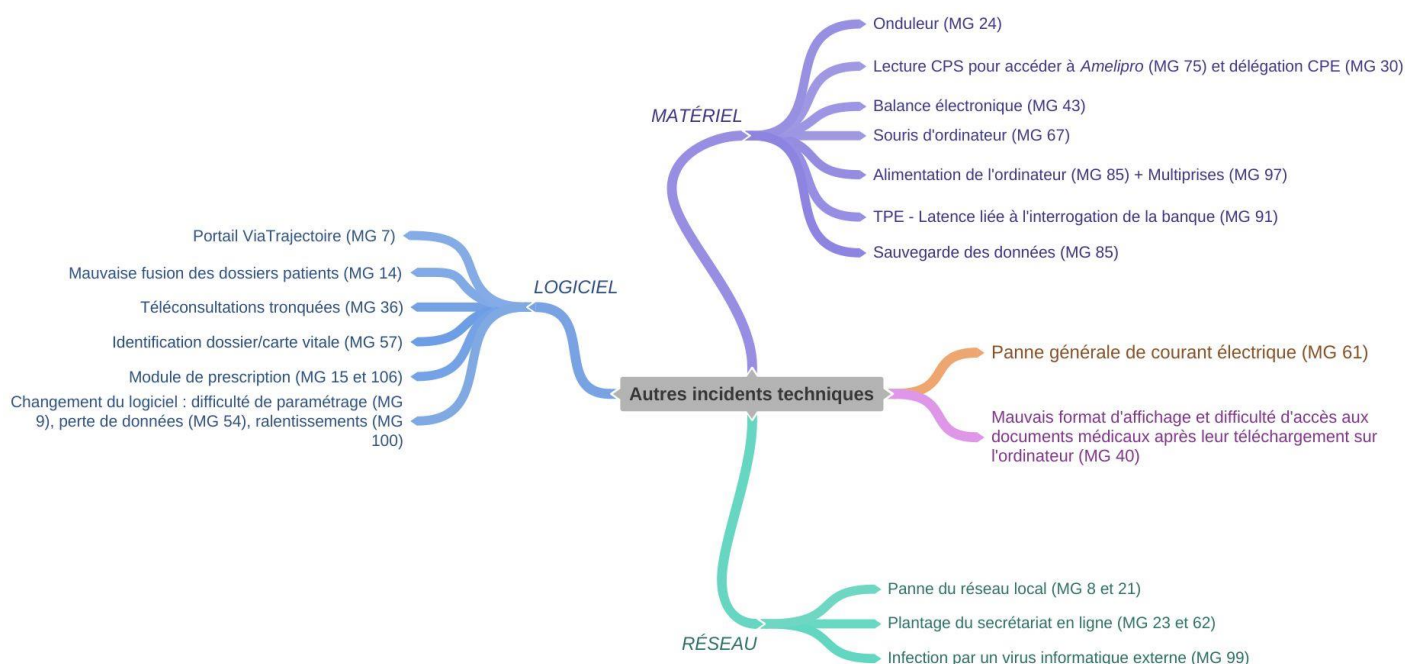 Autres incidents techniques
MATÉRIEL
Onduleur (MG 24)
Lecture CPS pour accéder à Amelipro (MG 75) et délégation CPE (MG 30)
Balance électronique (MG 43)
Souris d'ordinateur (MG 67)
Alimentation de l'ordinateur (MG 85) + Multiprises (MG 97)
TPE - Latence liée à l'interrogation de la banque (MG 91)
Sauvegarde des données (MG 85)
Panne générale de courant électrique (MG 61)
Mauvais format d'affichage et difficulté d'accès aux
documents médicaux après leur téléchargement sur
l'ordinateur (MG 40)
RÉSEAU
Panne du réseau local (MG 8 et 21)
Plantage du secrétariat en ligne (MG 23 et 62)
Infection par un virus informatique externe (MG 99)
LOGICIEL
Portail ViaTrajectoire (MG 7)
Mauvaise fusion des dossiers patients (MG 14)
Téléconsultations tronquées (MG 36)
Identification dossier/carte vitale (MG 57)
Module de prescription (MG 15 et 106)
Changement du logiciel : difficulté de paramétrage (MG
9), perte de données (MG 54), ralentissements (MG
100)